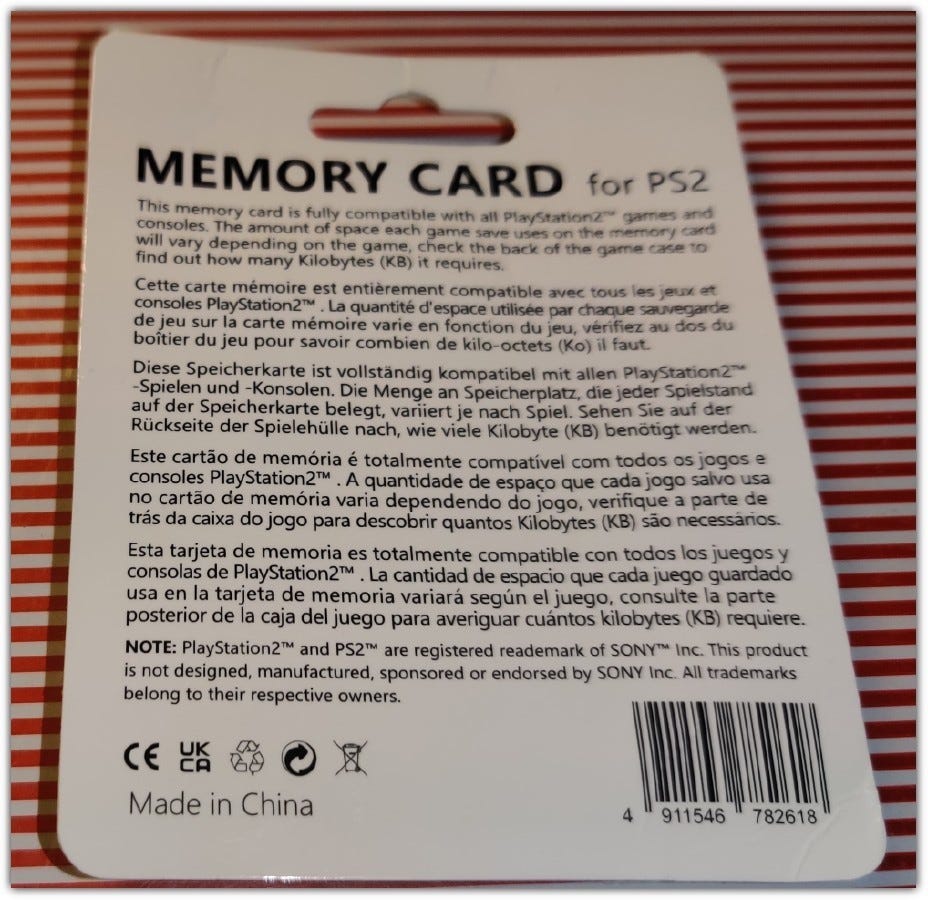 MEMORY CARD for PS2
This memory card is fully compatible with all PlayStation2™ games and
consoles. The amount of space each game save uses on the memory card
will vary depending on the game, check the back of the game case to
find out how many Kilobytes (KB) it requires.
Cette carte mémoire est entièrement compatible avec tous les jeux et
consoles PlayStation2™ . La quantité d'espace utilisée par chaque sauvegarde
de jeu sur la carte mémoire varie en fonction du jeu, vérifiez au dos du
boîtier du jeu pour savoir combien de kilo-octets (Ko) il faut.
Diese Speicherkarte ist vollständig kompatibel mit allen PlayStation2™
-Spielen und -Konsolen. Die Menge an Speicherplatz, die jeder Spielstand
auf der Speicherkarte belegt, variiert je nach Spiel. Sehen Sie auf der
Rückseite der Spielehülle nach, wie viele Kilobyte (KB) benötigt werden.
Este cartão de memória é totalmente compatível com todos os jogos e
consoles PlayStation2™ . A quantidade de espaço que cada jogo salvo usa
no cartão de memória varia dependendo do jogo, verifique a parte de
trás da caixa do jogo para descobrir quantos Kilobytes (KB) são necessários.
Esta tarjeta de memoria es totalmente compatible con todos los juegos y
consolas de PlayStation2™ . La cantidad de espacio que cada juego guardado
usa en la tarjeta de memoria variará según el juego, consulte la parte
posterior de la caja del juego para averiguar cuántos kilobytes (KB) requiere.
NOTE: PlayStation2™ and PS2™ are registered reademark of SONY™ Inc. This product
is not designed, manufactured, sponsored or endorsed by SONY Inc. All trademarks
belong to their respective owners.
CE UK
CA
Made in China
4 911546 782618